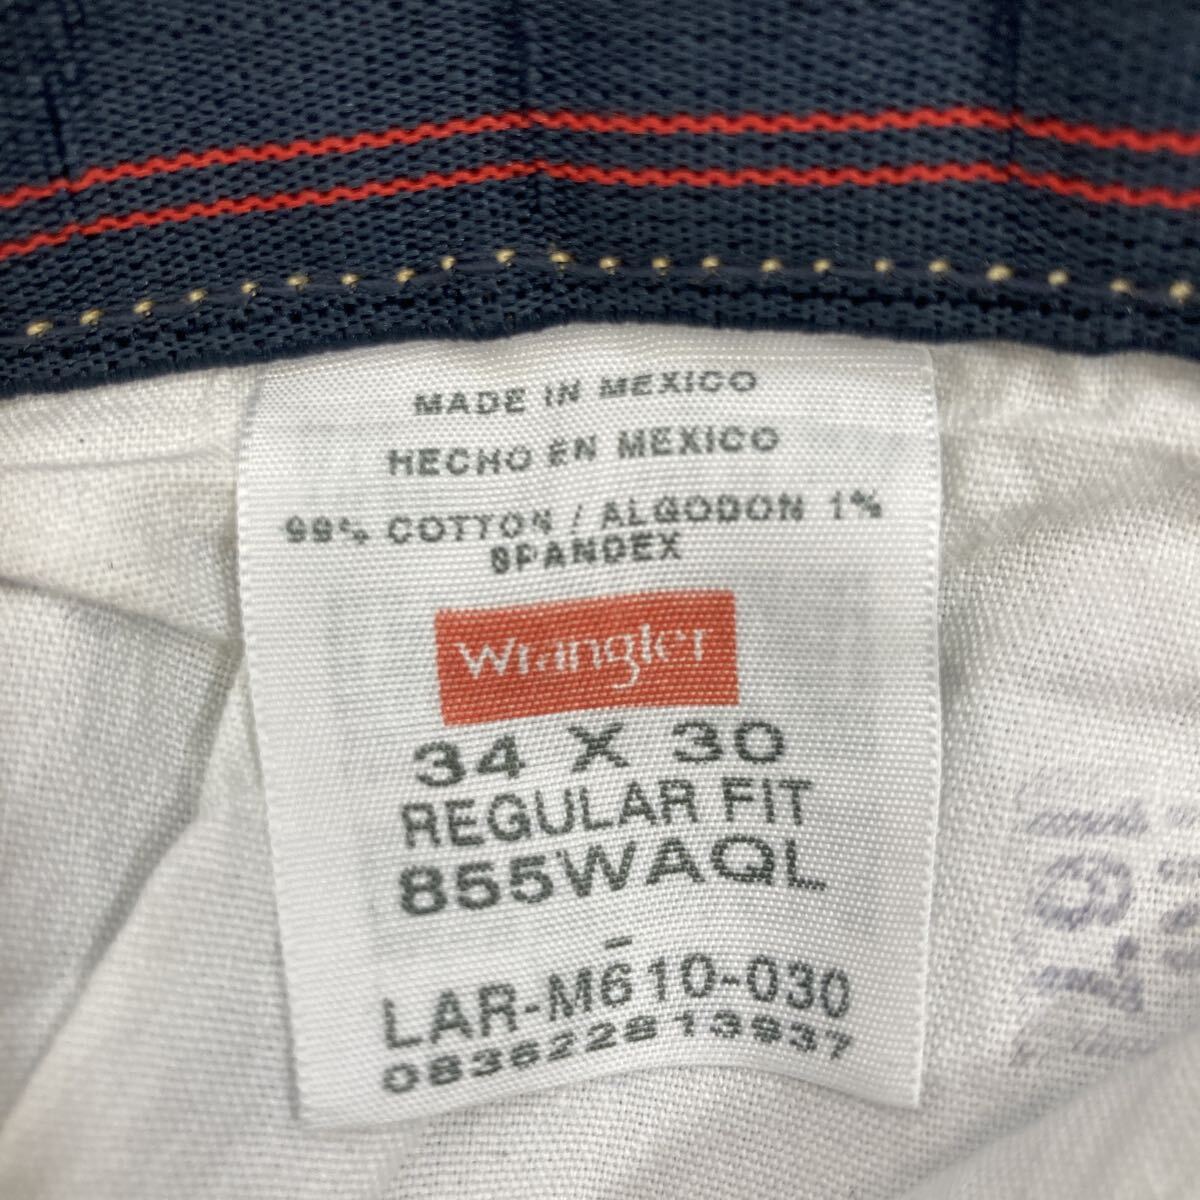 MADE IN MEXICO
HECHO EN MEXICO
99% COTTON / ALGODON 1%
SPANDEX
Wrangler
34 X 30
REGULAR FIT
855WAQL
-
LAR-M610-030
083622813937